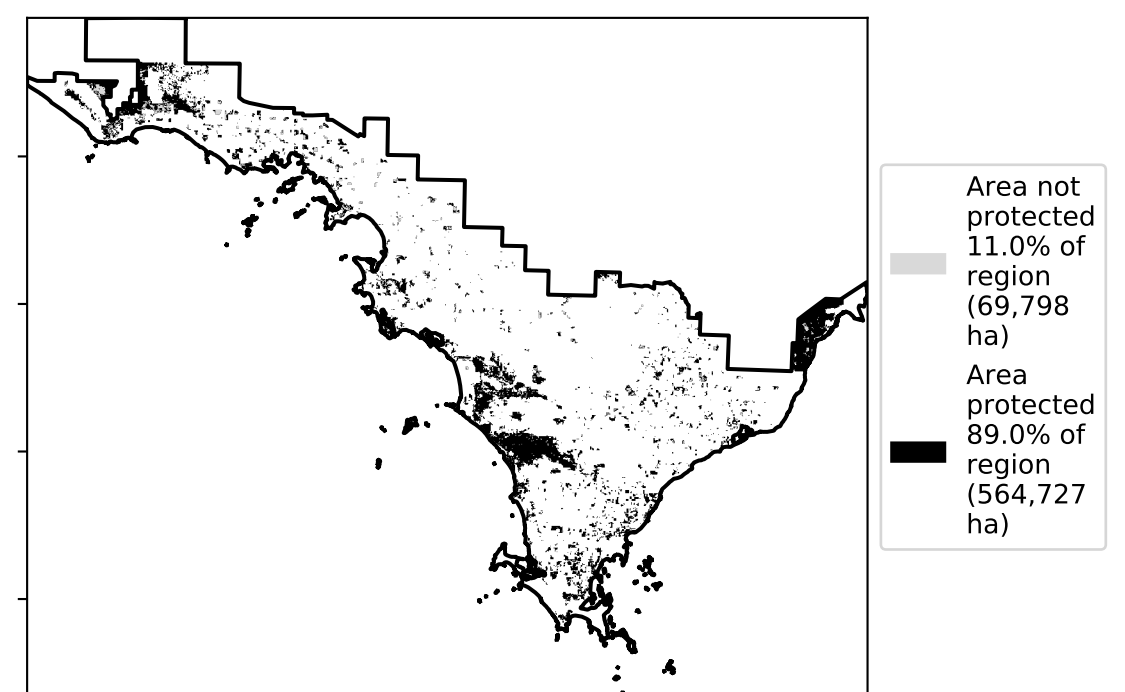 Area not
protected
11.0% of
region
(69,798
ha)
Area
protected
89.0% of
region
(564,727
ha)